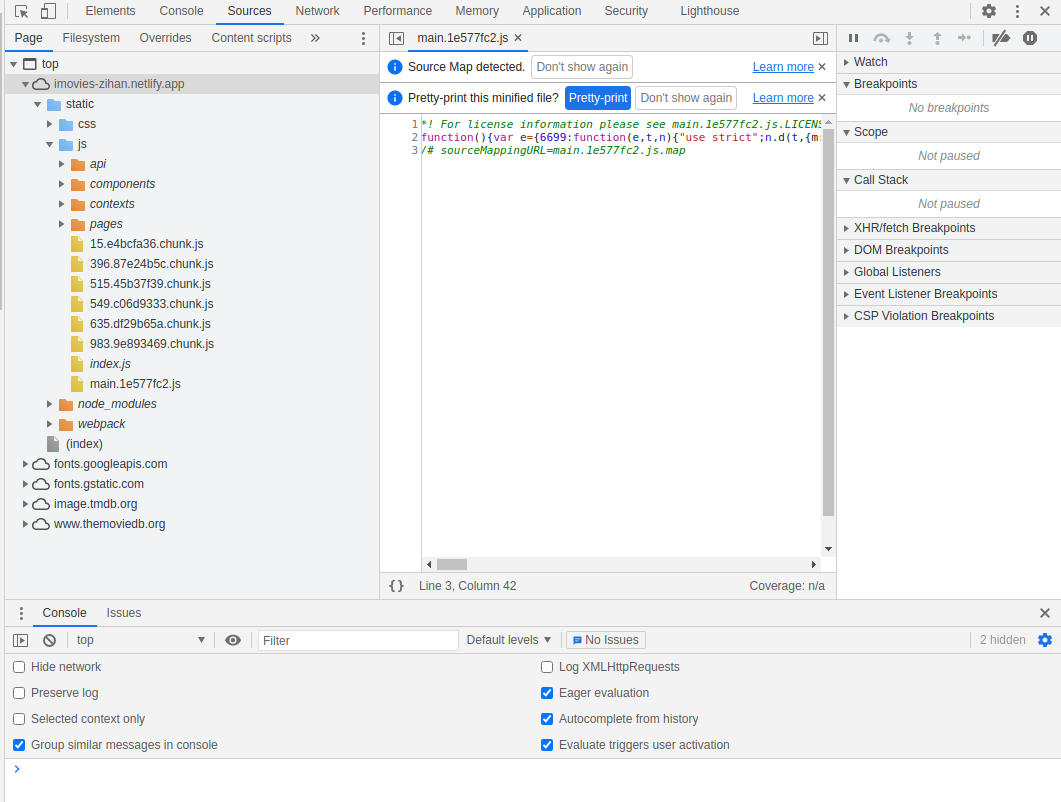 Elements Console Sources Network Performance Memory Application Security Lighthouse
Page Filesystem Overrides Content scripts »
top
imovies-zihan.netlify.app
static
css
js
api
components
contexts
pages
15.e4bcfa36.chunk.js
396.87e24b5c.chunk.js
515.45b37f39.chunk.js
549.c06d9333.chunk.js
635.df29b65a.chunk.js
983.9e893469.chunk.js
index.js
main.1e577fc2.js
node_modules
webpack
(index)
fonts.googleapis.com
fonts.gstatic.com
image.tmdb.org
www.themoviedb.org
main.1e577fc2.js ×
Source Map detected. Don't show again Learn more ×
Pretty-print this minified file? Pretty-print Don't show again Learn more ×
1 *! For license information please see main.1e577fc2.js.LICENS
2 function(){var e={6699:function(e,t,n){"use strict";n.d(t,{m:
3 /# sourceMappingURL=main.1e577fc2.js.map
{} Line 3, Column 42 Coverage: n/a
Watch
Breakpoints
No breakpoints
Scope
Not paused
Call Stack
Not paused
XHR/fetch Breakpoints
DOM Breakpoints
Global Listeners
Event Listener Breakpoints
CSP Violation Breakpoints
Console Issues
top Filter Default levels No Issues 2 hidden
Hide network Log XMLHttpRequests
Preserve log Eager evaluation
Selected context only Autocomplete from history
Group similar messages in console Evaluate triggers user activation